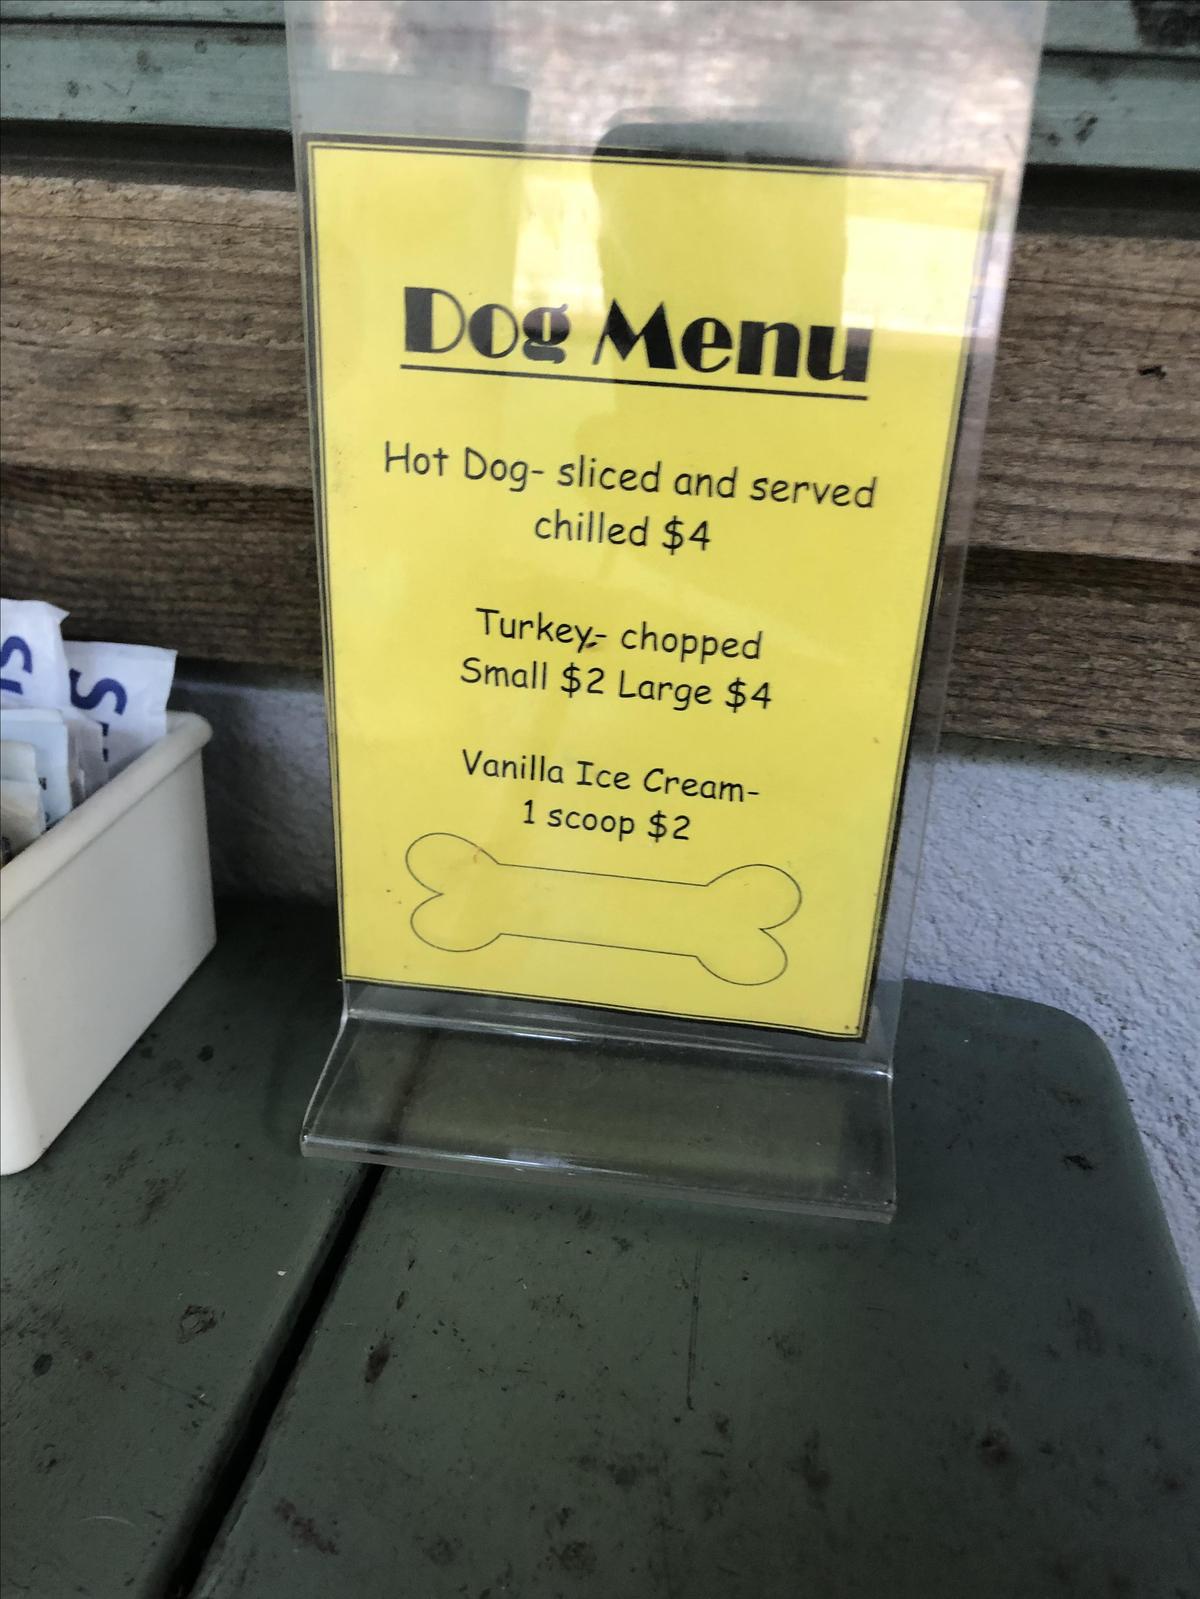 Dog Menu
Hot Dog- sliced and served
chilled $4
Turkey- chopped
Small $2 Large $4
Vanilla Ice Cream-
1 scoop $2